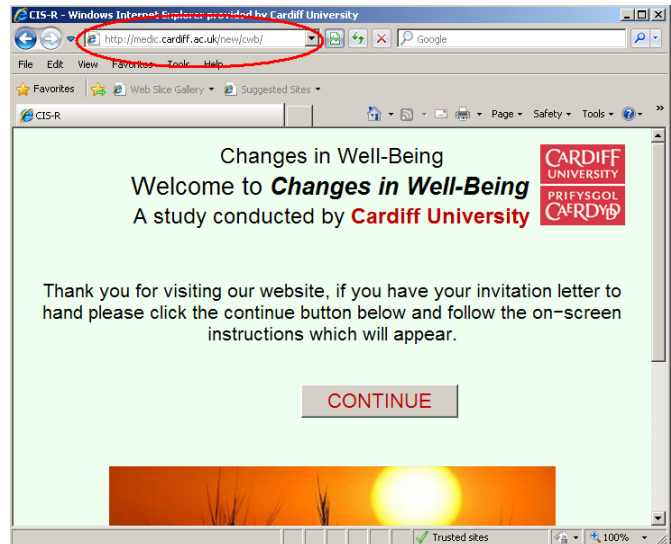 CIS-R - Windows Internet Explorer provided by Cardiff University
http://medic.cardiff.ac.uk/new/cwb/
Google
File Edit View Favorites Tools Help
Favorites Web Slice Gallery Suggested Sites
CIS-R
Page Safety Tools
Changes in Well-Being
Welcome to Changes in Well-Being
A study conducted by Cardiff University
CARDIFF
UNIVERSITY
PRIFYSGOL
CAERDYDD
Thank you for visiting our website, if you have your invitation letter to
hand please click the continue button below and follow the on-screen
instructions which will appear.
CONTINUE
Trusted sites
100%